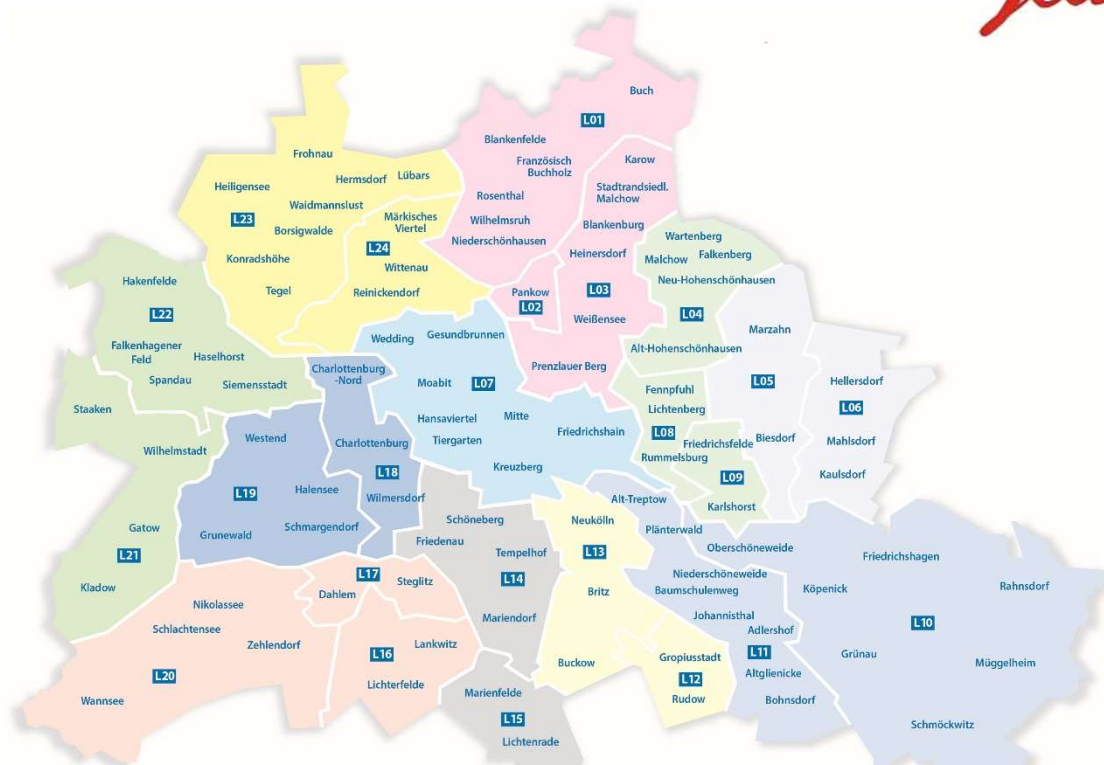 Buch
L01
Blankenfelde
Französisch
Buchholz
Karow
Stadtrandsiedl.
Malchow
Rosenthal
Wilhelmsruh
Niederschönhausen
Blankenburg
Heinersdorf
Pankow
L02
L03
Weißensee
Prenzlauer Berg
Frohnau
Heiligensee
Hermsdorf
Lübars
Waidmannslust
L23
Borsigwalde
Konradshöhe
Tegel
Märkisches
Viertel
L24
Wittenau
Reinickendorf
Wartenberg
Malchow
Falkenberg
Neu-Hohenschönhausen
L04
Alt-Hohenschönhausen
Marzahn
L05
Biesdorf
Hellersdorf
L06
Mahlsdorf
Kaulsdorf
Hakenfelde
L22
Falkenhagener
Feld
Haselhorst
Spandau
Siemensstadt
Staaken
Wilhelmstadt
Gatow
L21
Kladow
Wedding
Gesundbrunnen
Moabit
L07
Hansaviertel
Mitte
Tiergarten
Friedrichshain
Kreuzberg
Fennpfuhl
Lichtenberg
L08
Friedrichsfelde
Rummelsburg
L09
Karlshorst
Charlottenburg
-Nord
Charlottenburg
L18
Wilmersdorf
Westend
L19
Halensee
Grunewald
Schmargendorf
Schöneberg
Friedenau
Tempelhof
L14
Mariendorf
Marienfelde
L15
Lichtenrade
Neukölln
L13
Britz
Buckow
Gropiusstadt
L12
Rudow
Alt-Treptow
Plänterwald
Oberschöneweide
Niederschöneweide
Baumschulenweg
Johannisthal
Adlershof
L11
Altglienicke
Bohnsdorf
Friedrichshagen
Köpenick
Rahnsdorf
L10
Grünau
Müggelheim
Schmöckwitz
L17
Steglitz
Dahlem
Nikolassee
Schlachtensee
Zehlendorf
L20
Wannsee
L16
Lankwitz
Lichterfelde